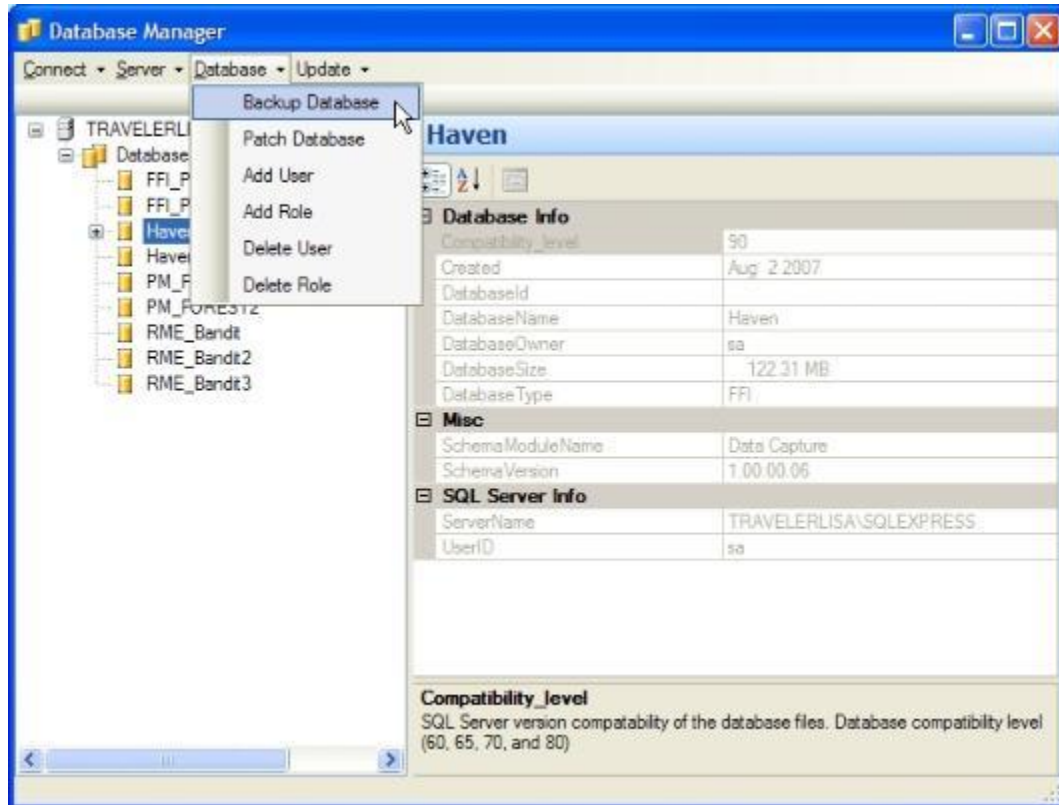 Database Manager
Connect Server Database Update
Backup Database
Patch Database
Add User
Add Role
Delete User
Delete Role
TRAVELERLI
Database
FFI_P
FFI_P
Have
Have
PM_F
PM_FOREST2
RME_Bandit
RME_Bandit2
RME_Bandit3
Haven
Database Info
Compatiblity_level 90
Created Aug 2 2007
DatabaseId
DatabaseName Haven
DatabaseOwner sa
DatabaseSize 122.31 MB
DatabaseType FFI
Misc
SchemaModuleName Data Capture
SchemaVersion 1.00.00.06
SQL Server Info
ServerName TRAVELERLISA\SQLEXPRESS
UserID sa
Compatibility_level
SQL Server version compatability of the database files. Database compatibility level
(60, 65, 70, and 80)